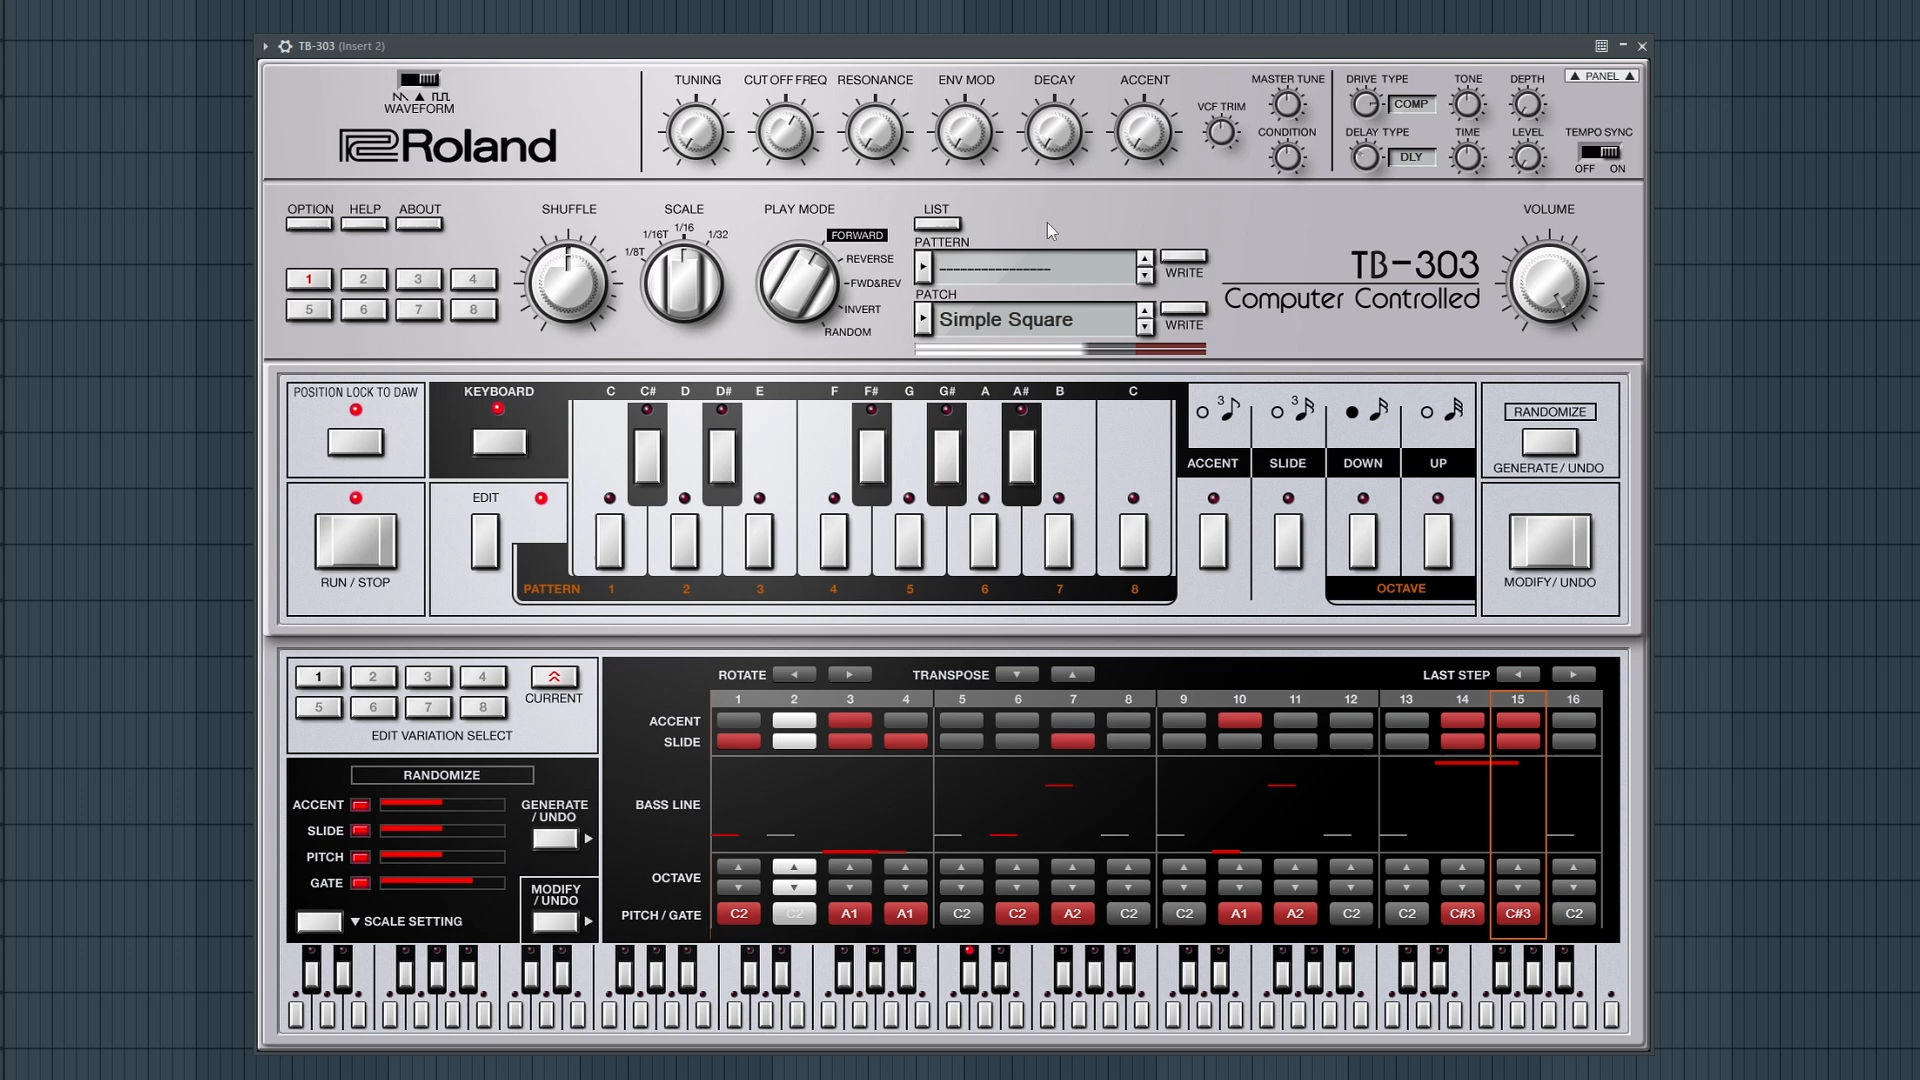 TB-303 (Insert 2)
WAVEFORM
Roland
TUNING CUT OFF FREQ RESONANCE ENV MOD DECAY ACCENT
VCF TRIM
MASTER TUNE
CONDITION
DRIVE TYPE COMP TONE DEPTH
DELAY TYPE DLY TIME LEVEL
PANEL
TEMPO SYNC
OFF ON
OPTION HELP ABOUT
1 2 3 4
5 6 7 8
SHUFFLE
SCALE
1/8T 1/16T 1/16 1/32
PLAY MODE
FORWARD
REVERSE
FWD&REV
INVERT
RANDOM
LIST
PATTERN
----------------- WRITE
PATCH
Simple Square WRITE
TB-303
Computer Controlled
VOLUME
POSITION LOCK TO DAW
RUN / STOP
KEYBOARD
EDIT
C C# D D# E F F# G G# A A# B C
PATTERN 1 2 3 4 5 6 7 8
3 3
ACCENT SLIDE DOWN UP
OCTAVE
RANDOMIZE
GENERATE / UNDO
MODIFY / UNDO
1 2 3 4
5 6 7 8
CURRENT
EDIT VARIATION SELECT
RANDOMIZE
ACCENT
SLIDE
PITCH
GATE
GENERATE
/ UNDO
MODIFY
/ UNDO
SCALE SETTING
ROTATE TRANSPOSE LAST STEP
1 2 3 4 5 6 7 8 9 10 11 12 13 14 15 16
ACCENT
SLIDE
BASS LINE
OCTAVE
PITCH / GATE C2 C2 A1 A1 C2 C2 A2 C2 C2 A1 A2 C2 C2 C#3 C#3 C2